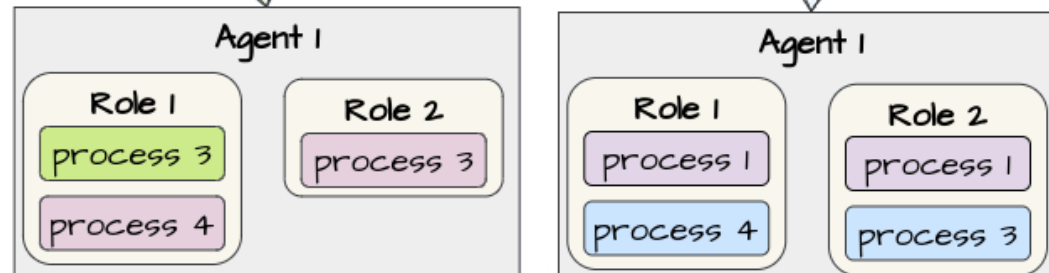 Agent 1
Role 1
process 3
process 4
Role 2
process 3
Agent 1
Role 1
process 1
process 4
Role 2
process 1
process 3